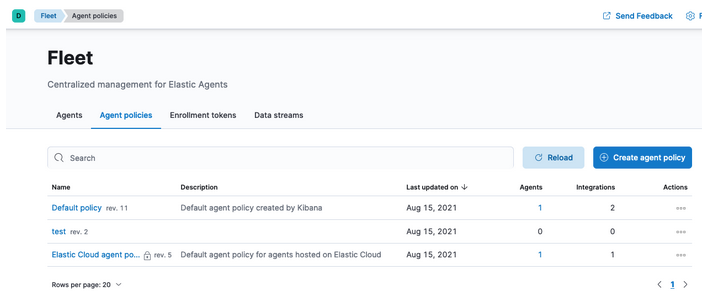 D Fleet Agent policies Send Feedback F
Fleet
Centralized management for Elastic Agents
Agents Agent policies Enrollment tokens Data streams
Search Reload Create agent policy
Name Description Last updated on Agents Integrations Actions
Default policy rev. 11 Default agent policy created by Kibana Aug 15, 2021 1 2
test rev. 2 Aug 15, 2021 0 0
Elastic Cloud agent po... rev. 5 Default agent policy for agents hosted on Elastic Cloud Aug 15, 2021 1 1
Rows per page: 20 1